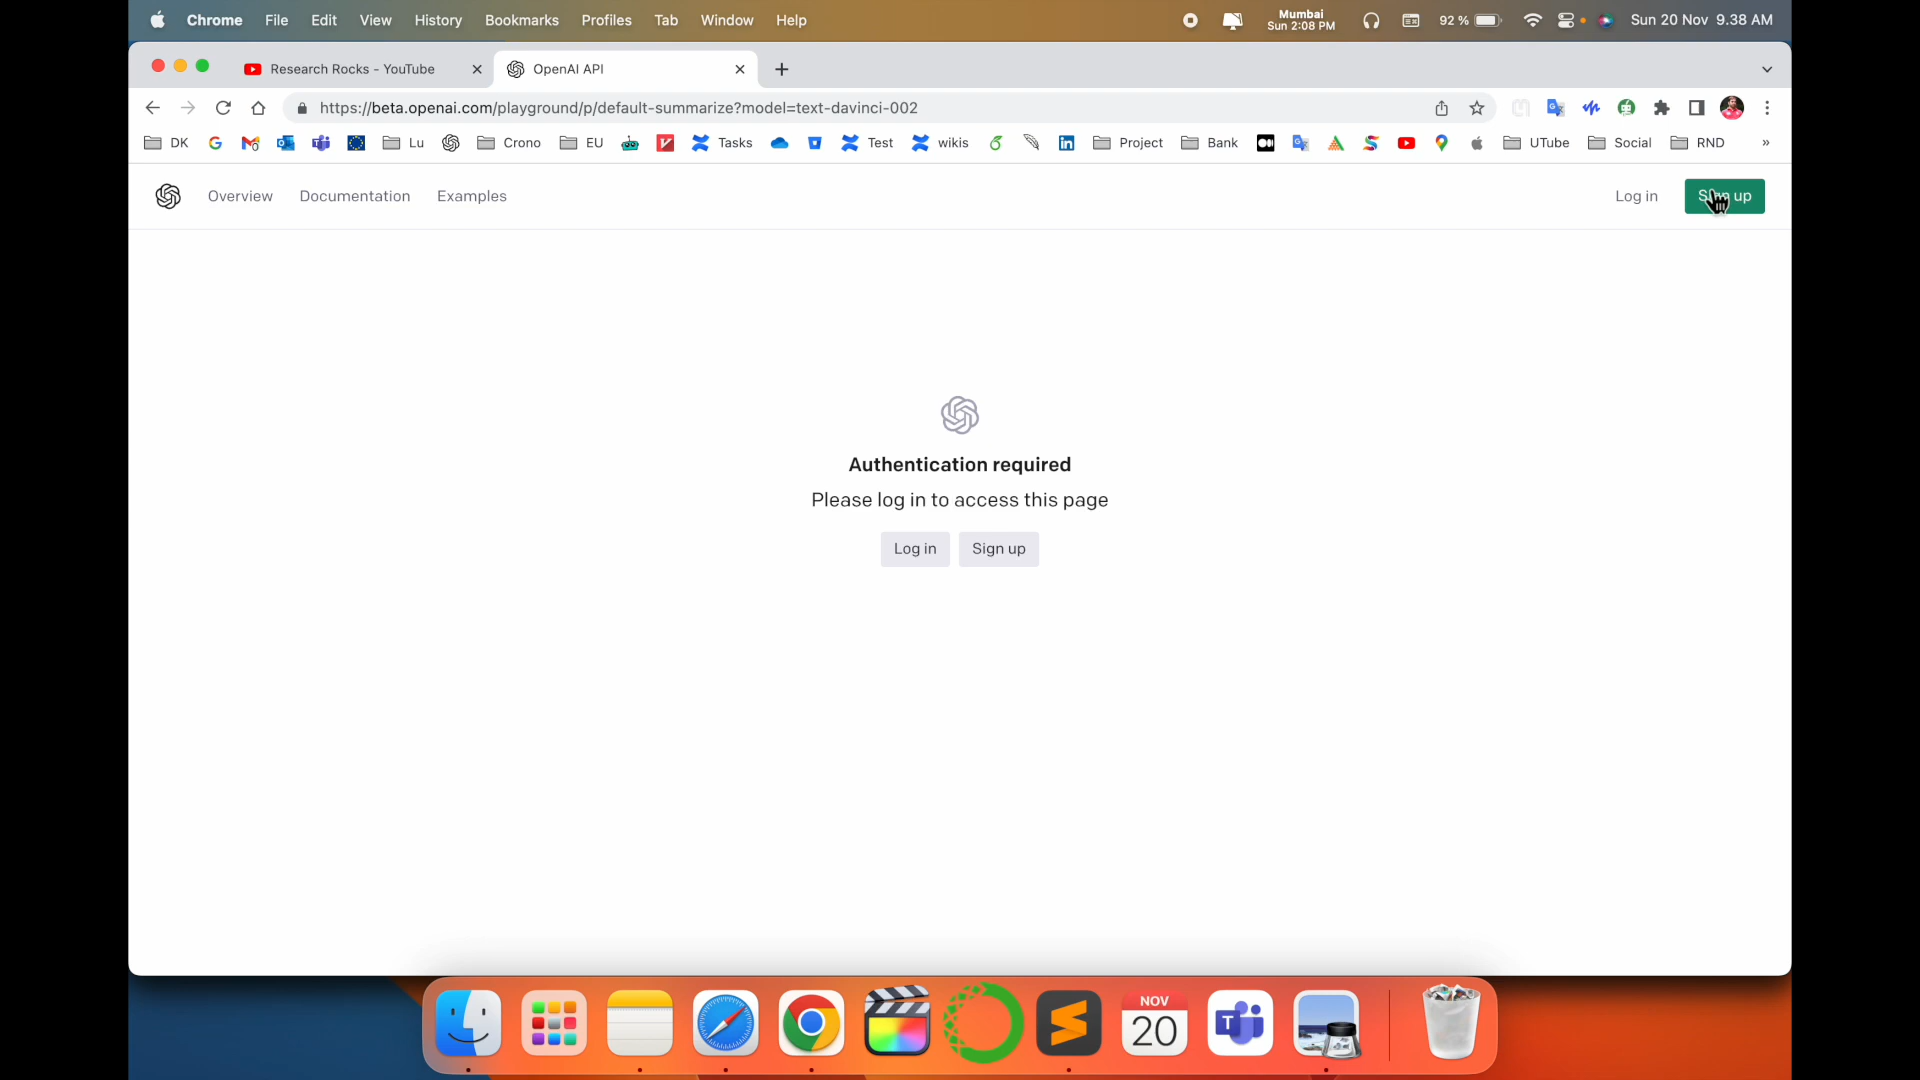 Chrome File Edit View History Bookmarks Profiles Tab Window Help Mumbai Sun 2:08 PM 92 % Sun 20 Nov 9.38 AM
Research Rocks - YouTube OpenAI API
https://beta.openai.com/playground/p/default-summarize?model=text-davinci-002
DK Lu Crono EU Tasks Test wikis Project Bank UTube Social RND »
Overview Documentation Examples Log in Sign up
Authentication required
Please log in to access this page
Log in Sign up
NOV
20